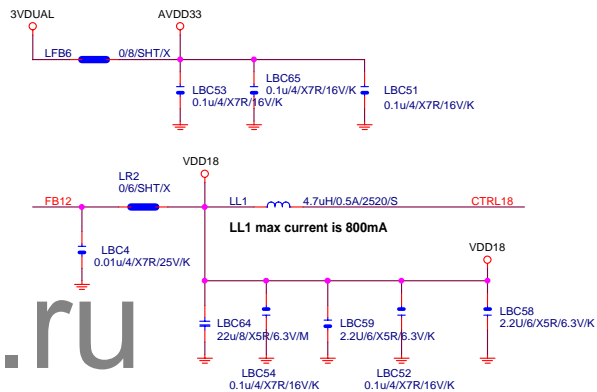 3VDUAL
AVDD33
LFB6
0/8/SHT/X
LBC53
0.1u/4/X7R/16V/K
LBC65
0.1u/4/X7R/16V/K
LBC51
0.1u/4/X7R/16V/K
VDD18
LR2
0/6/SHT/X
FB12
LL1
4.7uH/0.5A/2520/S
CTRL18
LL1 max current is 800mA
LBC4
0.01u/4/X7R/25V/K
VDD18
LBC64
22u/8/X5R/6.3V/M
LBC59
2.2U/6/X5R/6.3V/K
LBC58
2.2U/6/X5R/6.3V/K
LBC54
0.1u/4/X7R/16V/K
LBC52
0.1u/4/X7R/16V/K
.ru